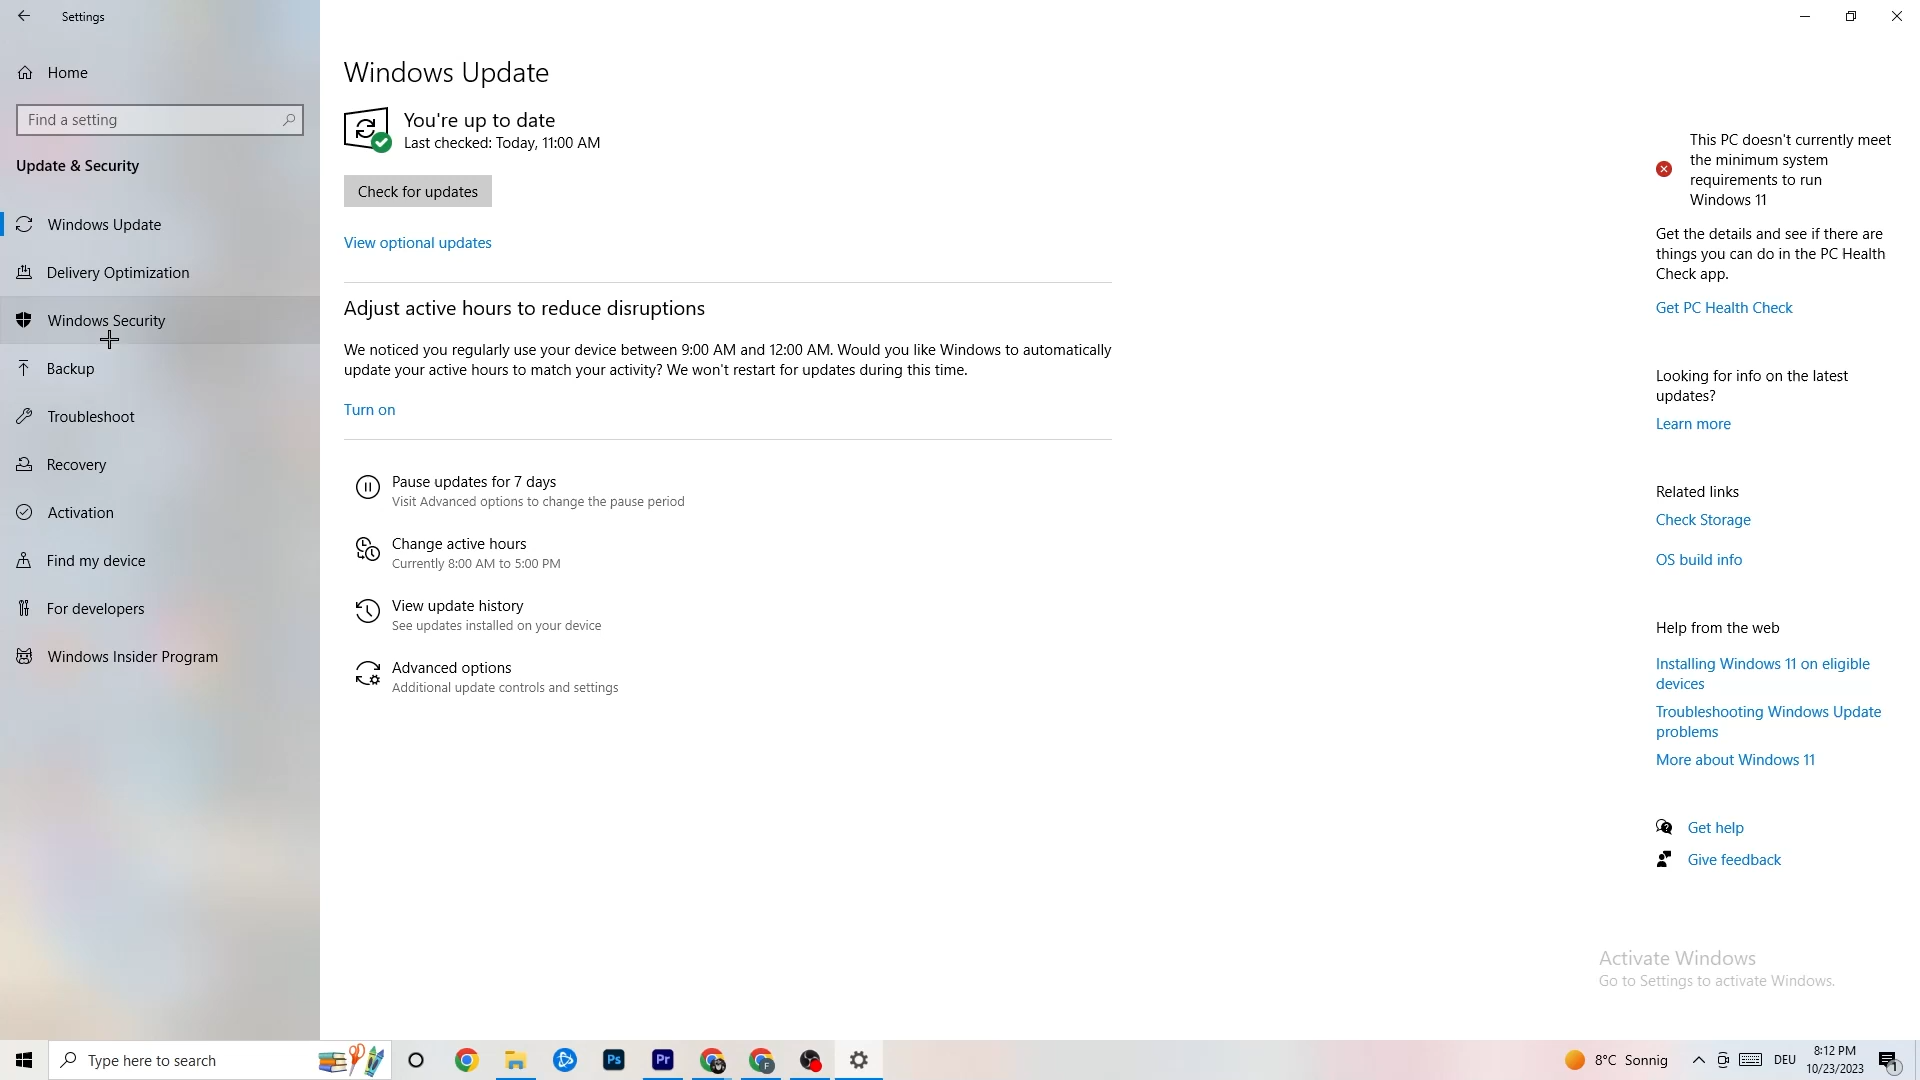 Settings
Home
Find a setting
Update & Security
Windows Update
Delivery Optimization
Windows Security
Backup
Troubleshoot
Recovery
Activation
Find my device
For developers
Windows Insider Program
Windows Update
You're up to date
Last checked: Today, 11:00 AM
Check for updates
View optional updates
Adjust active hours to reduce disruptions
We noticed you regularly use your device between 9:00 AM and 12:00 AM. Would you like Windows to automatically
update your active hours to match your activity? We won't restart for updates during this time.
Turn on
Pause updates for 7 days
Visit Advanced options to change the pause period
Change active hours
Currently 8:00 AM to 5:00 PM
View update history
See updates installed on your device
Advanced options
Additional update controls and settings
This PC doesn't currently meet
the minimum system
requirements to run
Windows 11
Get the details and see if there are
things you can do in the PC Health
Check app.
Get PC Health Check
Looking for info on the latest
updates?
Learn more
Related links
Check Storage
OS build info
Help from the web
Installing Windows 11 on eligible
devices
Troubleshooting Windows Update
problems
More about Windows 11
Get help
Give feedback
Activate Windows
Go to Settings to activate Windows.
Type here to search
Ps
Pr
F
8°C Sonnig
DEU
8:12 PM
10/23/2023
1